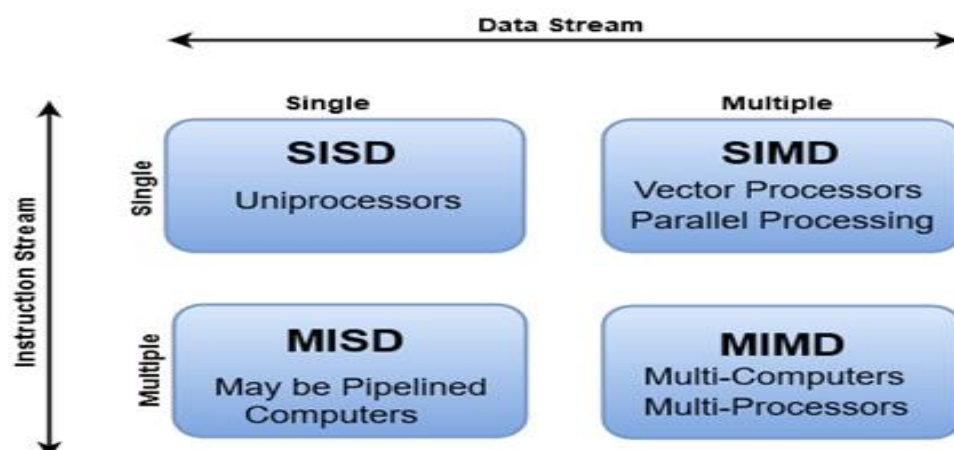 Data Stream
Single
Multiple
Instruction Stream
Single
SISD
Uniprocessors
SIMD
Vector Processors
Parallel Processing
Multiple
MISD
May be Pipelined
Computers
MIMD
Multi-Computers
Multi-Processors